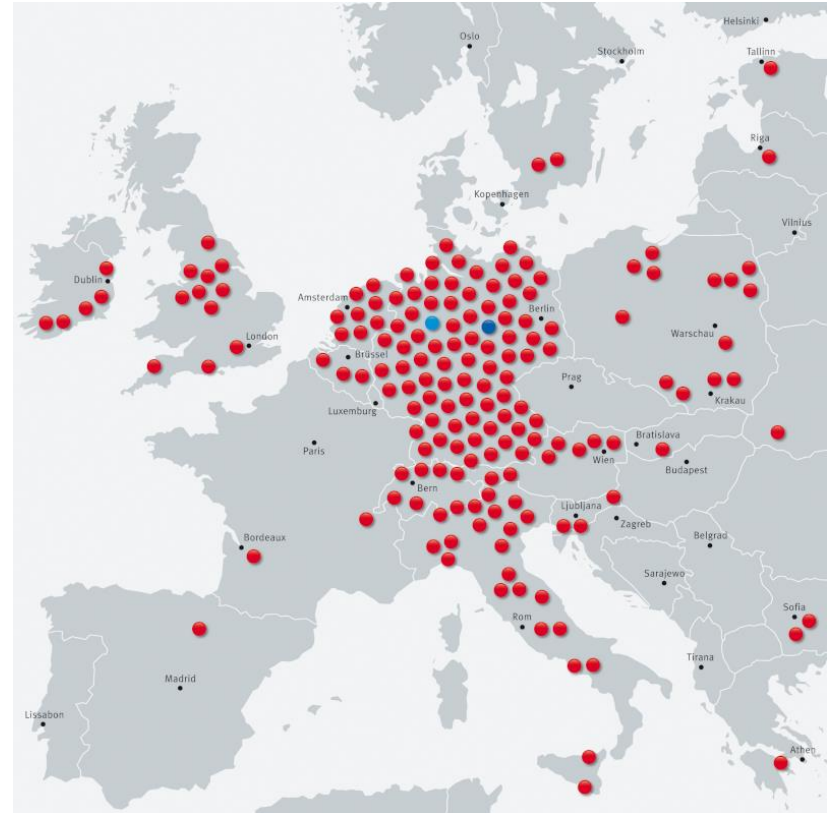 Helsinki
Oslo
Stockholm
Tallinn
Riga
Kopenhagen
Vilnius
Dublin
Amsterdam
Berlin
London
Warschau
Brüssel
Prag
Krakau
Luxemburg
Paris
Bratislava
Wien
Budapest
Bern
Ljubljana
Zagreb
Bordeaux
Belgrad
Sarajewo
Sofia
Rom
Tirana
Madrid
Lissabon
Athen